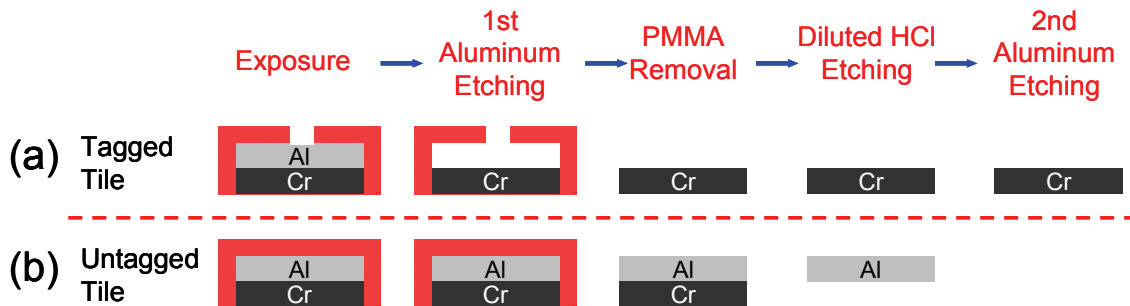 Exposure
1st
Aluminum
Etching
PMMA
Removal
Diluted HCl
Etching
2nd
Aluminum
Etching
(a)
Tagged
Tile
Al
Cr
Cr
Cr
Cr
Cr
(b)
Untagged
Tile
Al
Cr
Al
Cr
Al
Cr
Al